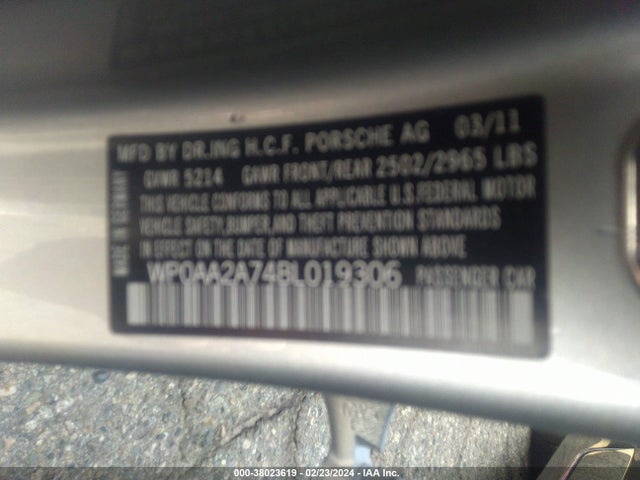 MFD BY DR.ING H.C.F. PORSCHE AG 03/11
GVWR 5214 GAWR FRONT/REAR 2502/2965 LBS
THIS VEHICLE CONFORMS TO ALL APPLICABLE U.S.FEDERAL MOTOR
VEHICLE SAFETY,BUMPER,AND THEFT PREVENTION STANDARDS
IN EFFECT ON THE DATE OF MANUFACTURE SHOWN ABOVE
WP0AA2A74BL019306 PASSENGER CAR
MADE IN GERMANY
000-38023619 - 02/23/2024 - IAA Inc.